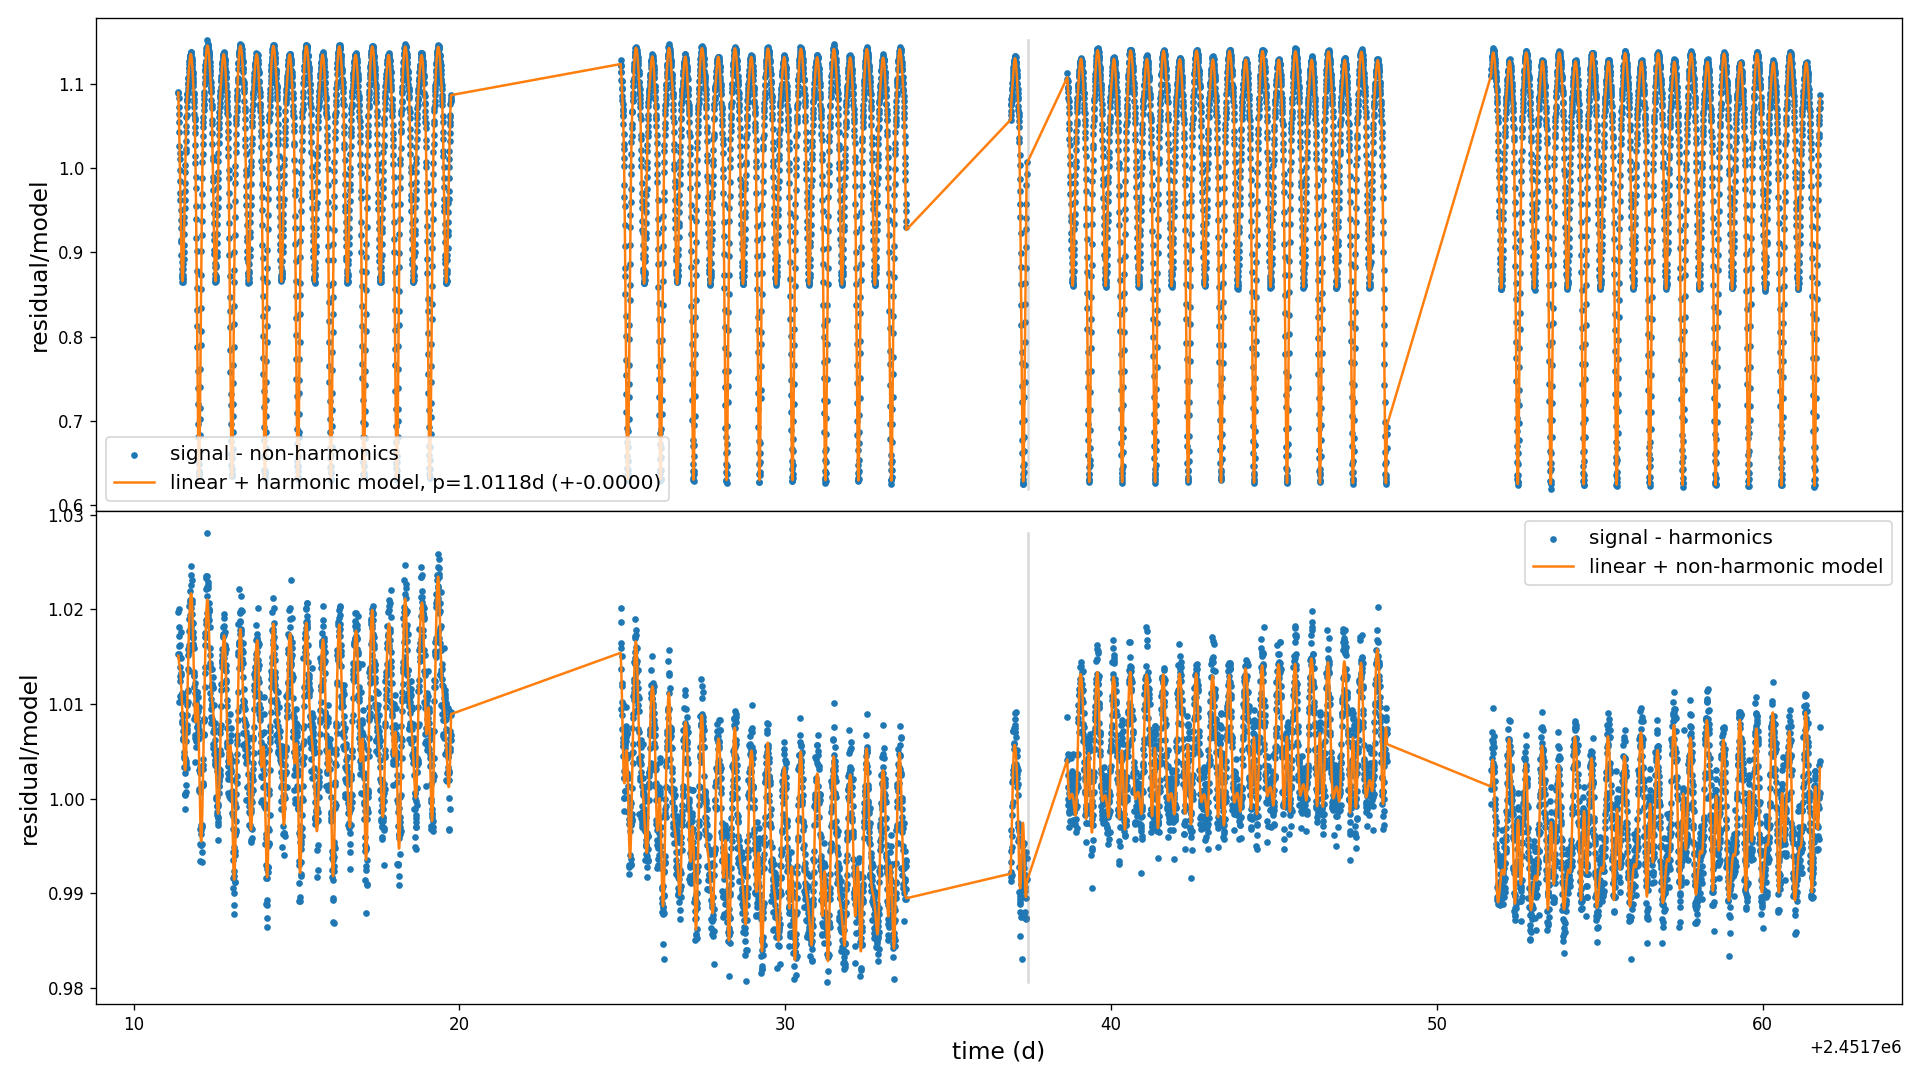 residual/model
1.1
1.0
0.9
0.8
0.7
0.6
signal - non-harmonics
linear + harmonic model, p=1.0118d (+-0.0000)
residual/model
1.03
1.02
1.01
1.00
0.99
0.98
signal - harmonics
linear + non-harmonic model
10 20 30 40 50 60
time (d)
+2.4517e6